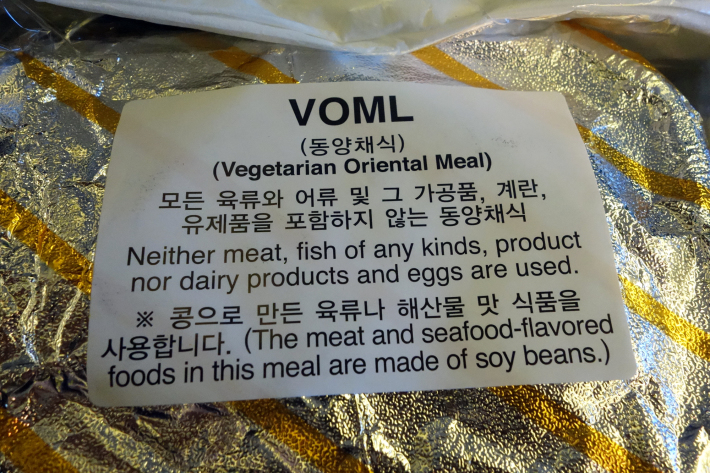 VOML
(동양채식)
(Vegetarian Oriental Meal)
모든 육류와 어류 및 그 가공품, 계란,
유제품을 포함하지 않는 동양채식
Neither meat, fish of any kinds, product
nor dairy products and eggs are used.
※ 콩으로 만든 육류나 해산물 맛 식품을
사용합니다. (The meat and seafood-flavored
foods in this meal are made of soy beans.)